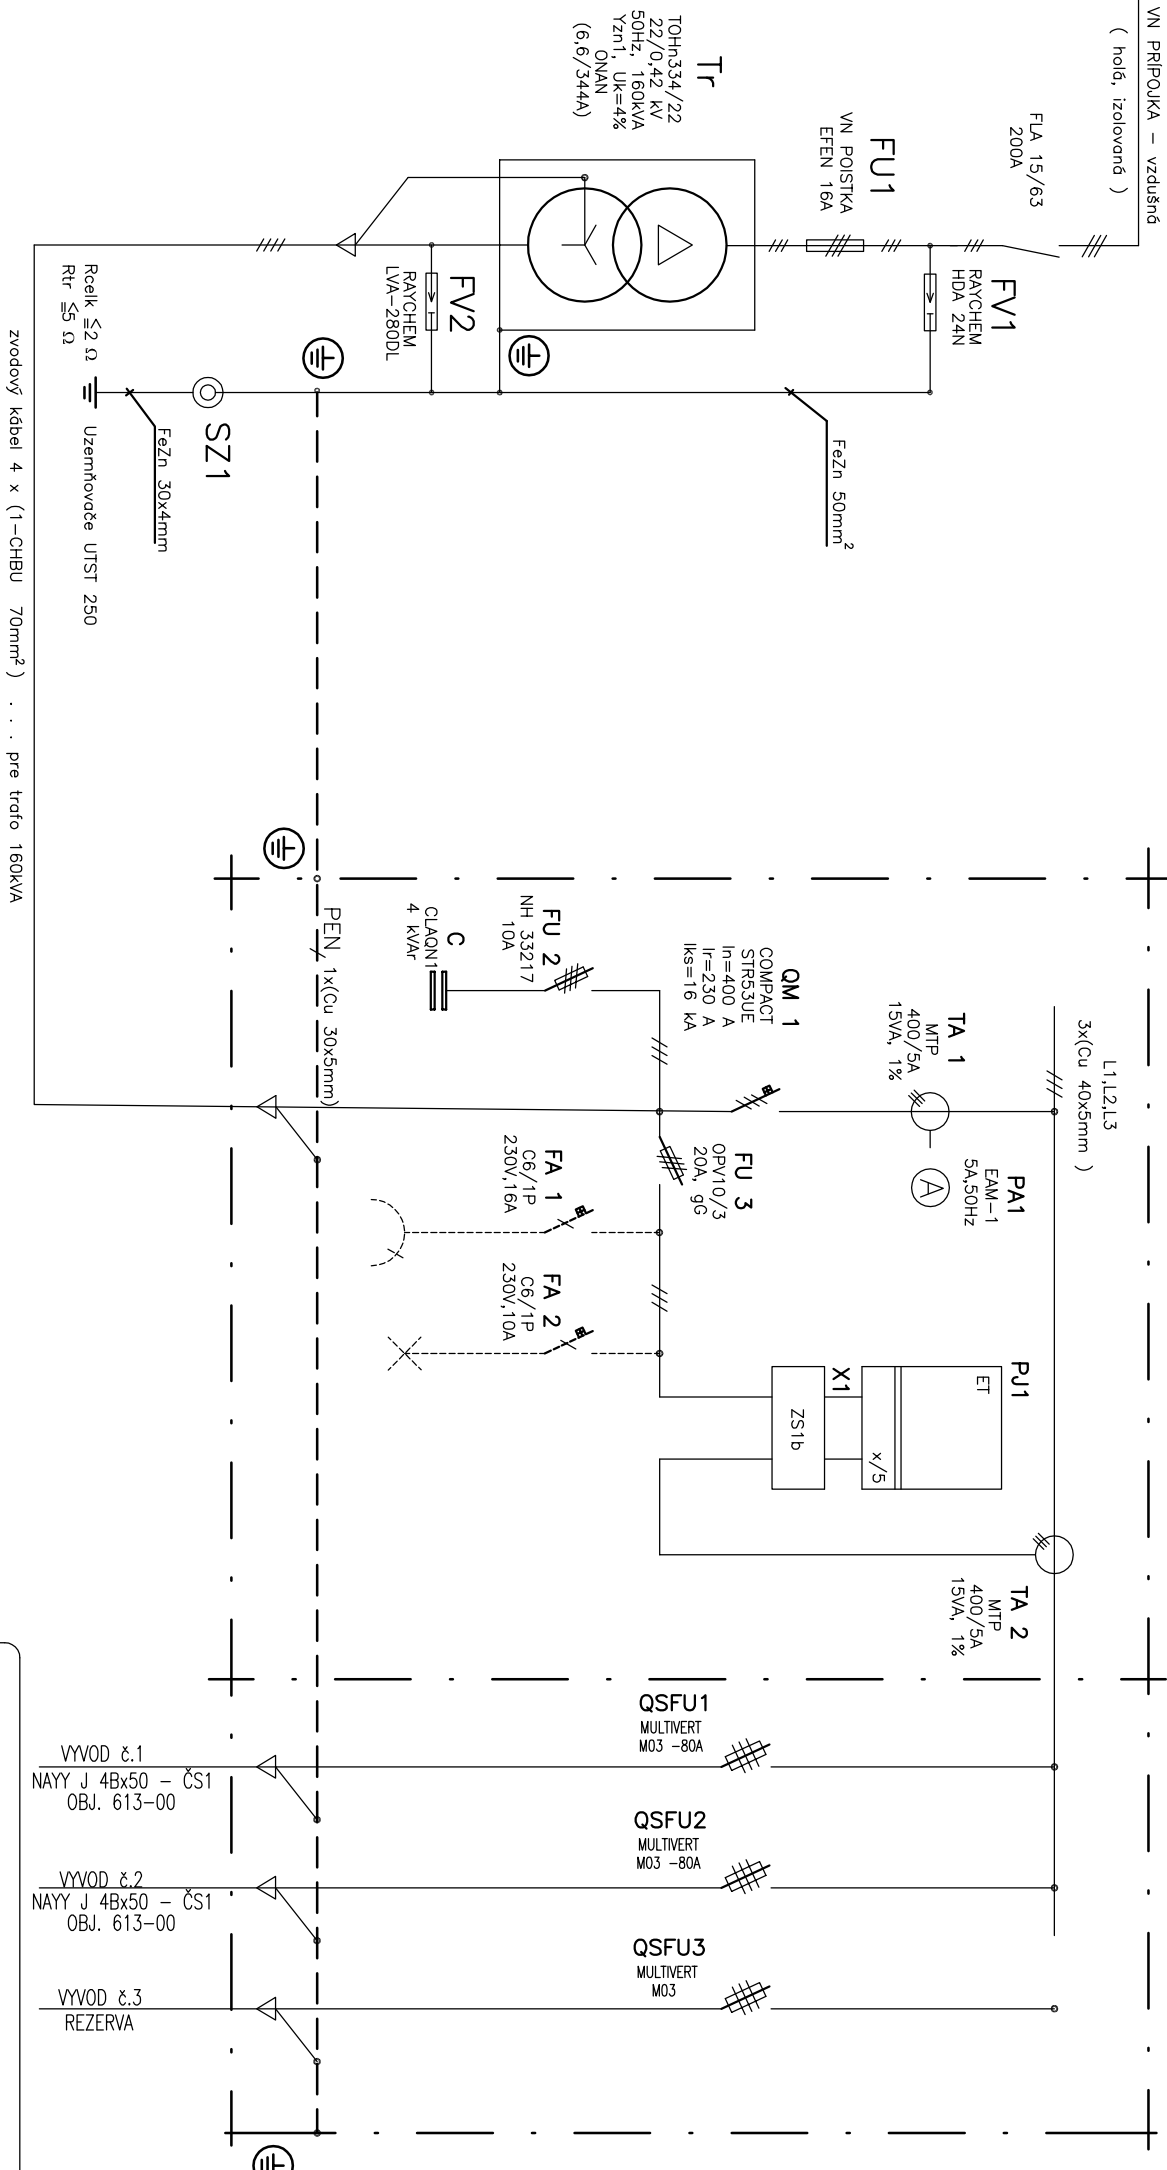 VN PRÍPOJKA – vzdušná
( holá, izolovaná )
FLA 15/63
200A
FV1
RAYCHEM
HDA 24N
FU1
VN POISTKA
EFEN 16A
Tr
TOHn334/22
22/0,42 kV
50Hz, 160kVA
Yzn1, Uk=4%
ONAN
(6,6/344A)
FeZn 50mm²
FV2
RAYCHEM
LVA-280DL
SZ1
FeZn 30x4mm
Rcelk ≦2 Ω
Rtr ≦5 Ω
Uzemňovače UTST 250
zvodový kábel 4 x (1-CHBU 70mm²) . . . pre trafo 160kVA
L1,L2,L3
3x(Cu 40x5mm )
TA 1
MTP
400/5A
15VA, 1%
PA1
EAM-1
5A,50Hz
A
QM 1
COMPACT
STR53UE
In=400 A
Ir=230 A
Iks=16 kA
FU 2
NH 33217
10A
C
CLAQN1
4 kVAr
PEN, 1x(Cu 30x5mm)
FU 3
OPV10/3
20A, gG
FA 1
C6/1P
230V,16A
FA 2
C6/1P
230V,10A
PJ1
ET
x/5
X1
ZS1b
TA 2
MTP
400/5A
15VA, 1%
QSFU1
MULTIVERT
M03 -80A
VYVOD č.1
NAYY J 4Bx50 – ČS1
OBJ. 613-00
QSFU2
MULTIVERT
M03 -80A
VYVOD č.2
NAYY J 4Bx50 – ČS1
OBJ. 613-00
QSFU3
MULTIVERT
M03
VYVOD č.3
REZERVA